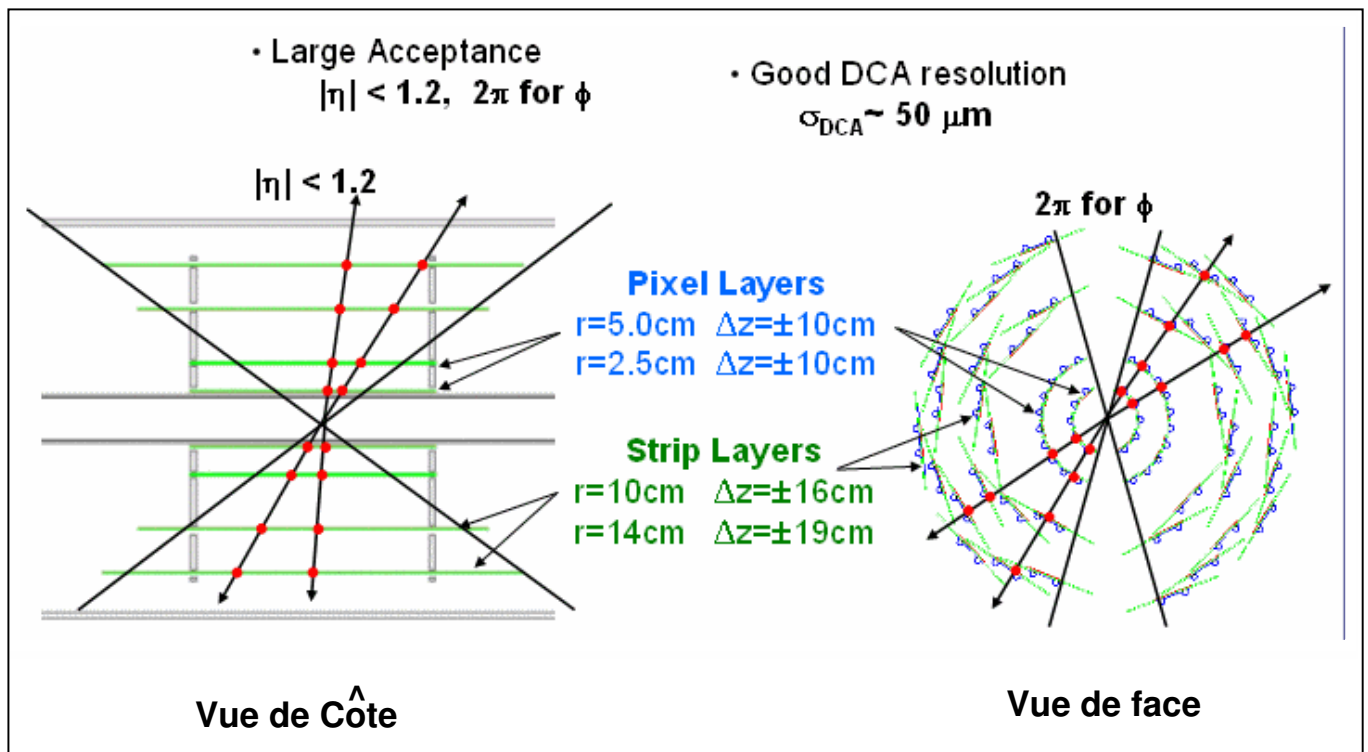 • Large Acceptance
|η| < 1.2, 2π for ϕ
• Good DCA resolution
σDCA~ 50 μm
|η| < 1.2
2π for ϕ
Pixel Layers
r=5.0cm Δz=±10cm
r=2.5cm Δz=±10cm
Strip Layers
r=10cm Δz=±16cm
r=14cm Δz=±19cm
Vue de Côte
Vue de face